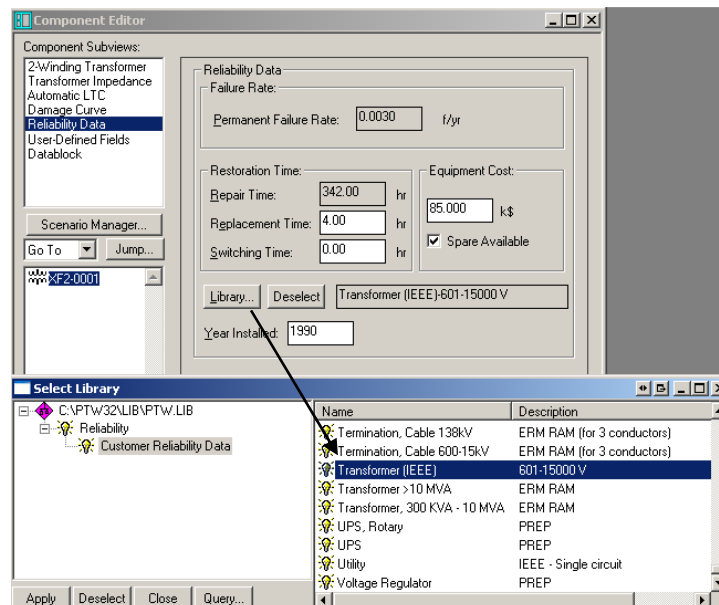 Component Editor
Component Subviews:
2-Winding Transformer
Transformer Impedance
Automatic LTC
Damage Curve
Reliability Data
User-Defined Fields
Datablock
Scenario Manager...
Go To
Jump...
XF2-0001
Reliability Data
Failure Rate:
Permanent Failure Rate: 0.0030 f/yr
Restoration Time:
Repair Time: 342.00 hr
Replacement Time: 4.00 hr
Switching Time: 0.00 hr
Equipment Cost:
85.000 k$
Spare Available
Library... Deselect Transformer (IEEE)-601-15000 V
Year Installed: 1990
Select Library
C:\PTW32\LIB\PTW.LIB
Reliability
Customer Reliability Data
Name Description
Termination, Cable 138kV ERM RAM (for 3 conductors)
Termination, Cable 600-15kV ERM RAM (for 3 conductors)
Transformer (IEEE) 601-15000 V
Transformer >10 MVA ERM RAM
Transformer, 300 KVA - 10 MVA ERM RAM
UPS, Rotary PREP
UPS PREP
Utility IEEE - Single circuit
Voltage Regulator PREP
Apply Deselect Close Query...